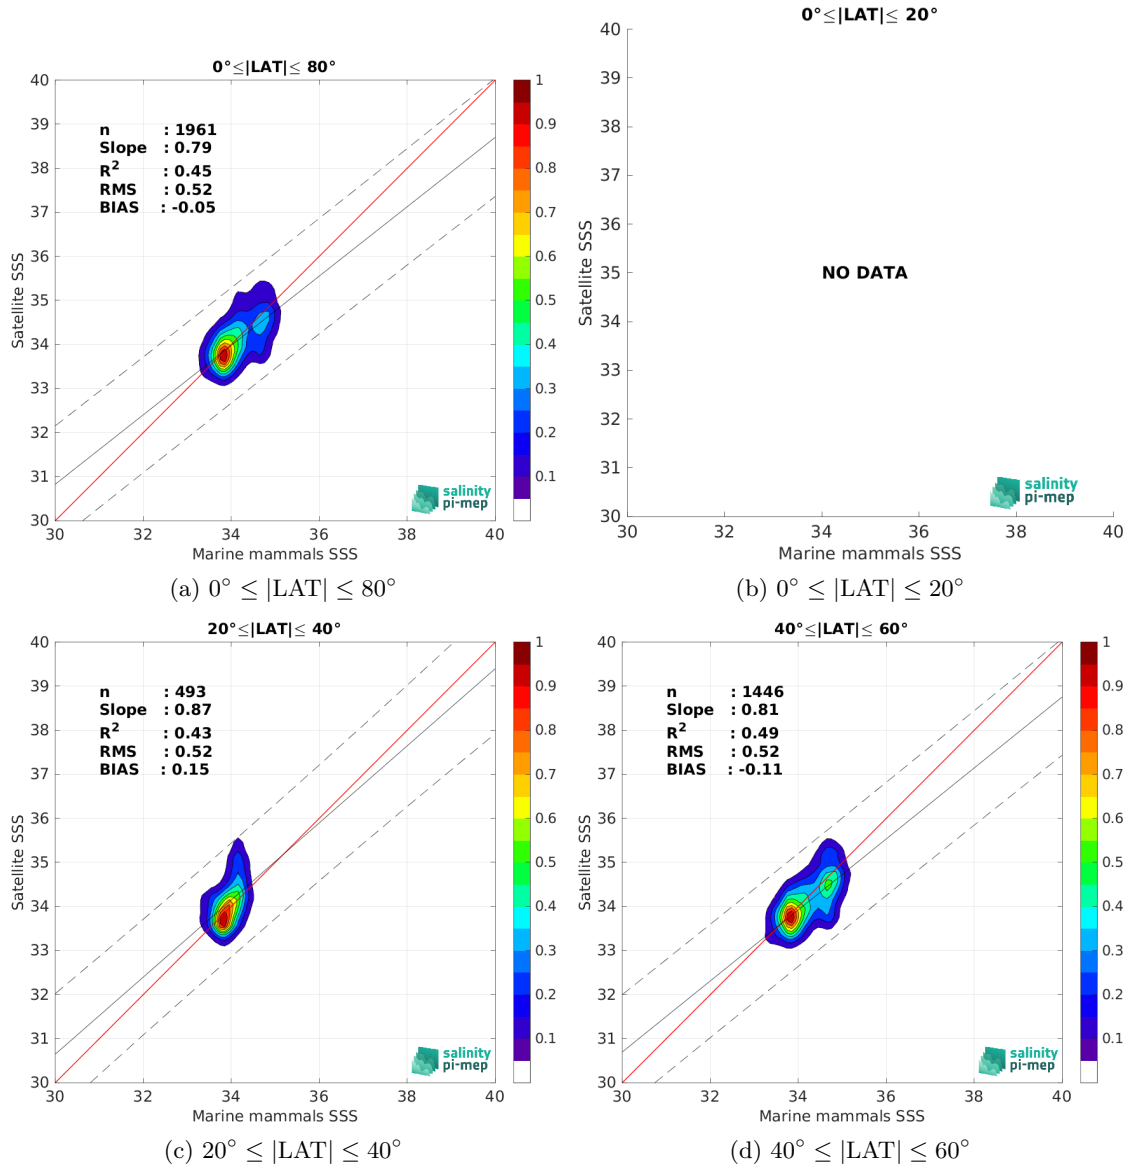 0°≤|LAT|≤ 80°
40
39
38
37
36
35
34
33
32
31
30
Satellite SSS
n : 1961
Slope : 0.79
R² : 0.45
RMS : 0.52
BIAS : -0.05
salinity
pi-mep
30 32 34 36 38 40
Marine mammals SSS
1
0.9
0.8
0.7
0.6
0.5
0.4
0.3
0.2
0.1
(a) 0° ≤ |LAT| ≤ 80°
0°≤|LAT|≤ 20°
40
39
38
37
36
35
34
33
32
31
30
Satellite SSS
NO DATA
salinity
pi-mep
30 32 34 36 38 40
Marine mammals SSS
(b) 0° ≤ |LAT| ≤ 20°
20°≤|LAT|≤ 40°
40
39
38
37
36
35
34
33
32
31
30
Satellite SSS
n : 493
Slope : 0.87
R² : 0.43
RMS : 0.52
BIAS : 0.15
salinity
pi-mep
30 32 34 36 38 40
Marine mammals SSS
1
0.9
0.8
0.7
0.6
0.5
0.4
0.3
0.2
0.1
(c) 20° ≤ |LAT| ≤ 40°
40°≤|LAT|≤ 60°
40
39
38
37
36
35
34
33
32
31
30
Satellite SSS
n : 1446
Slope : 0.81
R² : 0.49
RMS : 0.52
BIAS : -0.11
salinity
pi-mep
30 32 34 36 38 40
Marine mammals SSS
1
0.9
0.8
0.7
0.6
0.5
0.4
0.3
0.2
0.1
(d) 40° ≤ |LAT| ≤ 60°